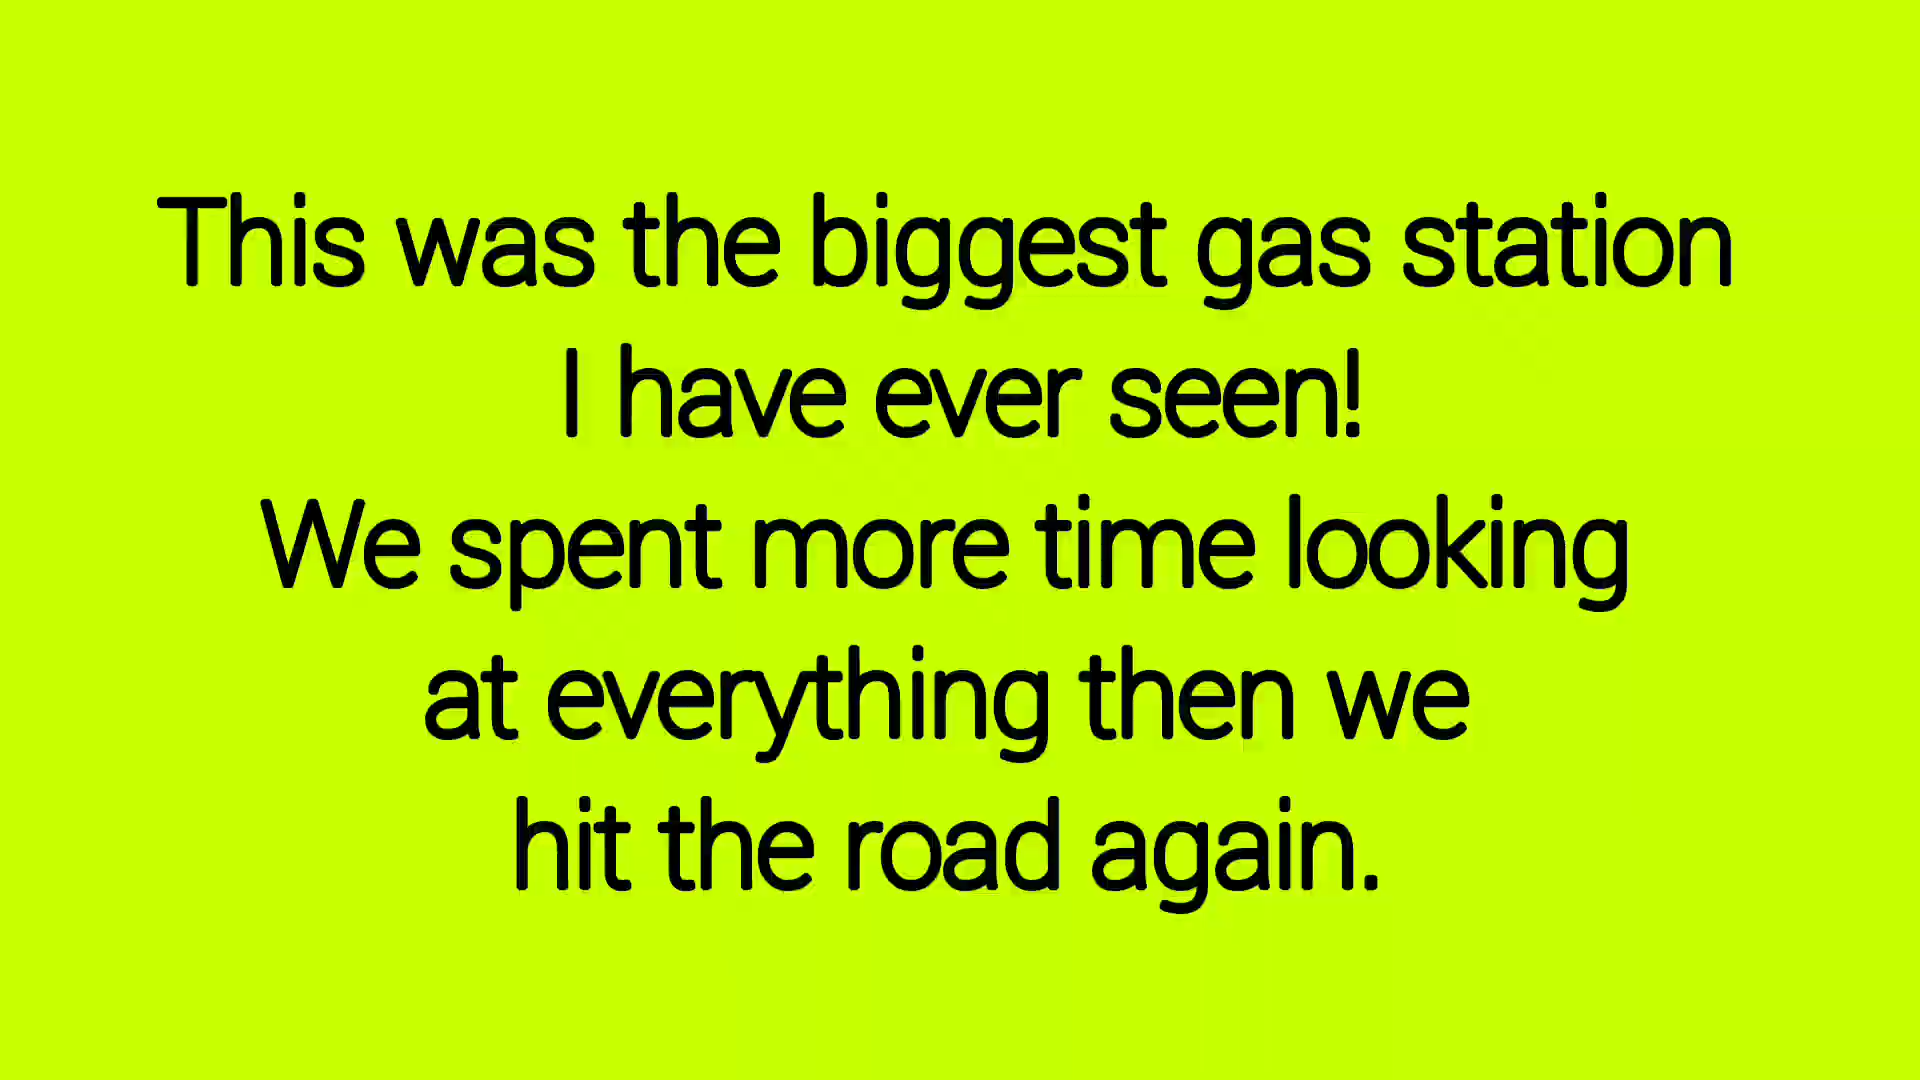 This was the biggest gas station
I have ever seen!
We spent more time looking
at everything then we
hit the road again.